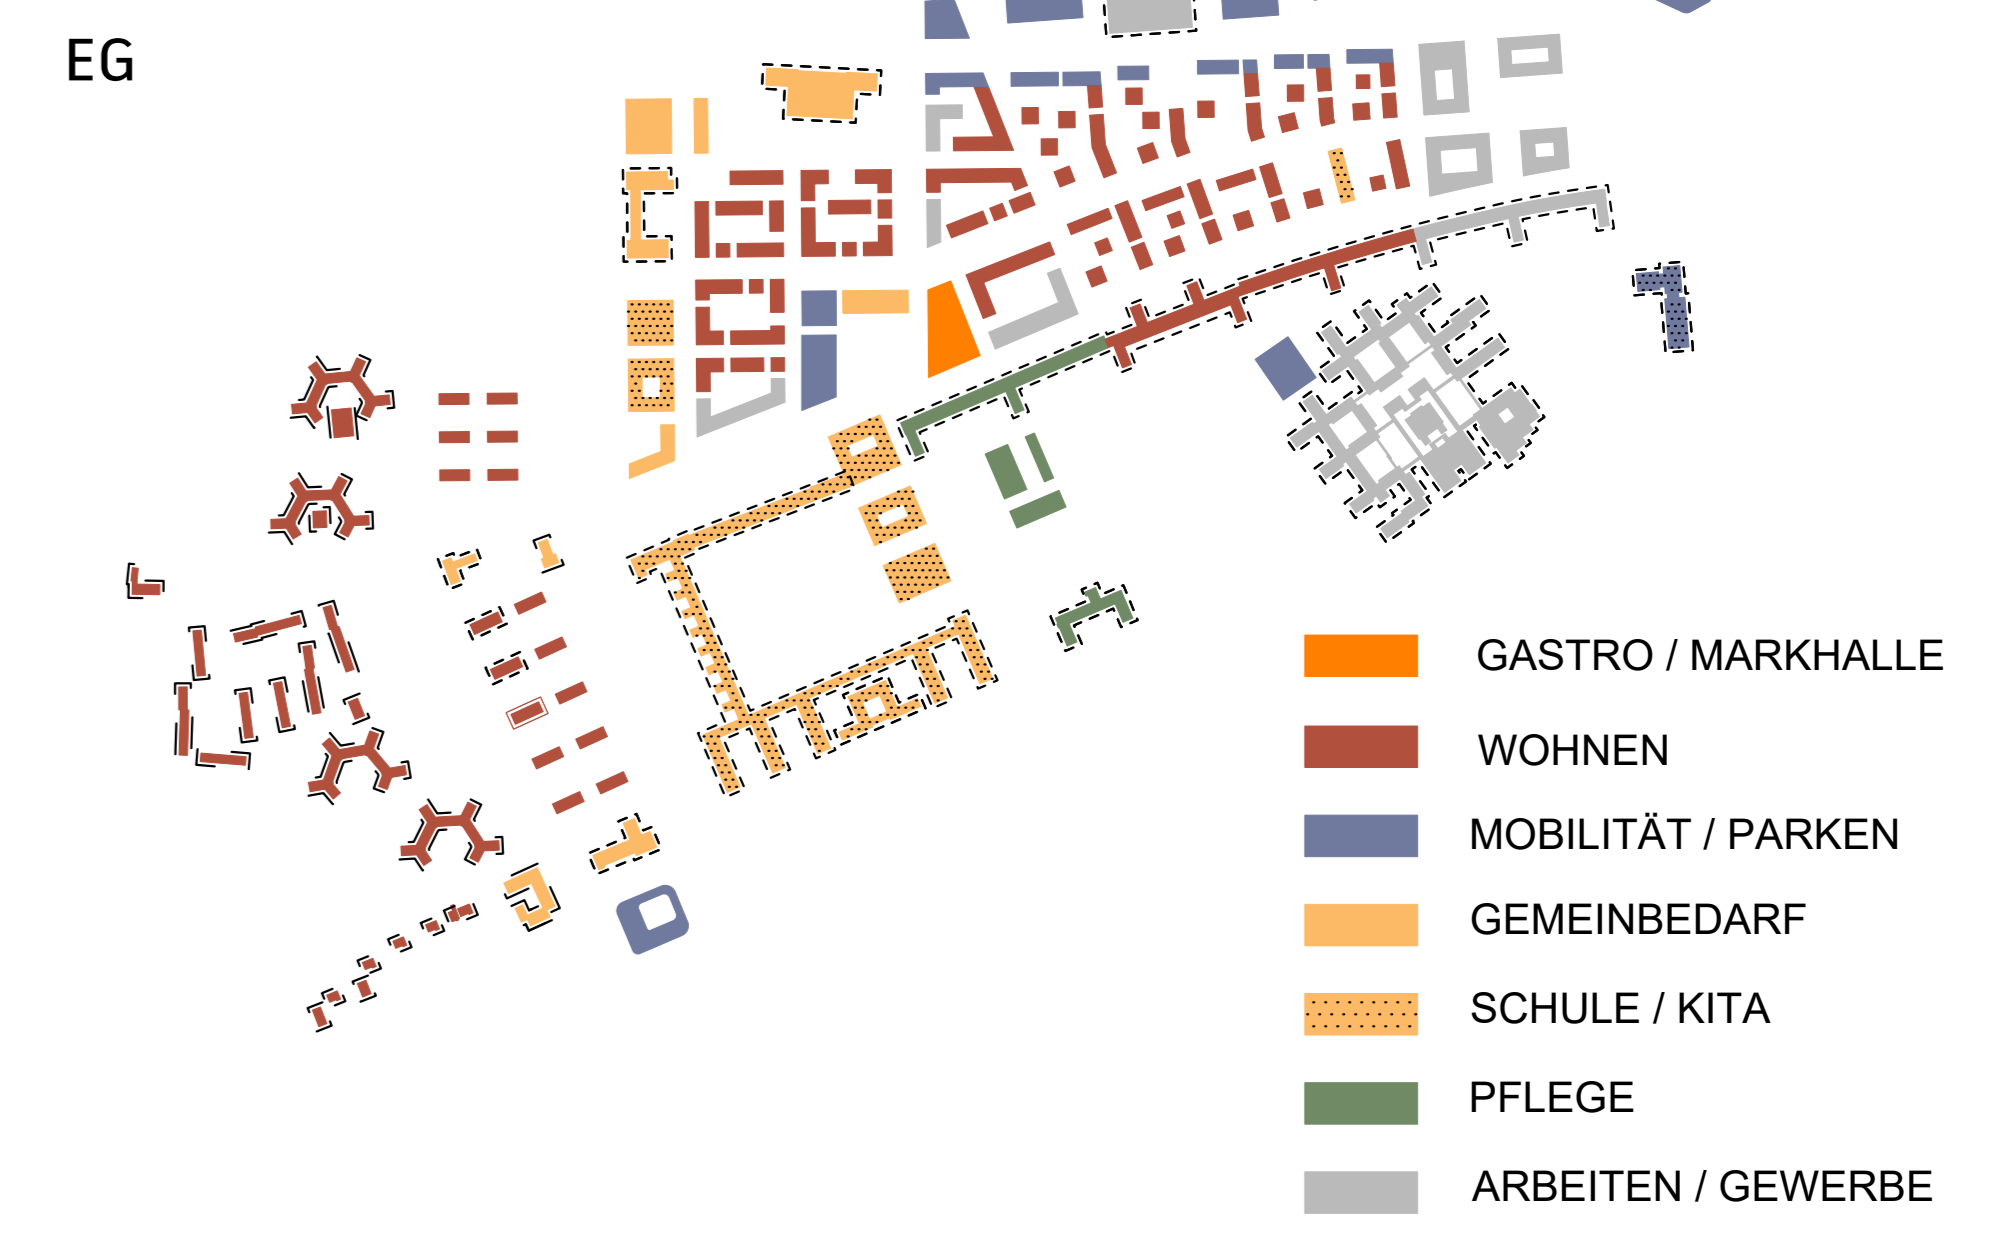 EG
GASTRO / MARKHALLE
WOHNEN
MOBILITÄT / PARKEN
GEMEINBEDARF
SCHULE / KITA
PFLEGE
ARBEITEN / GEWERBE